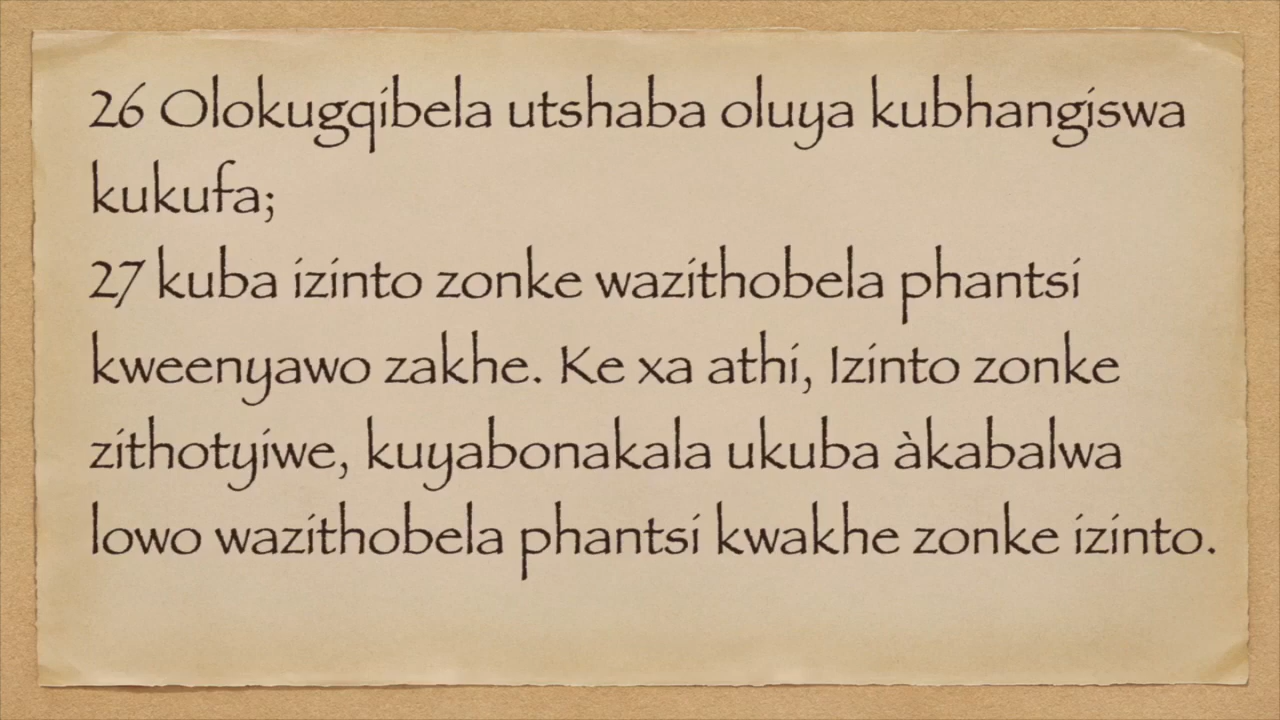 26 Olokugqibela utshaba oluya kubhangiswa
kukufa;
27 kuba izinto zonke wazithobela phantsi
kweenyawo zakhe. Ke xa athi, Izinto zonke
zithotyiwe, kuyabonakala ukuba àkabalwa
lowo wazithobela phantsi kwakhe zonke izinto.